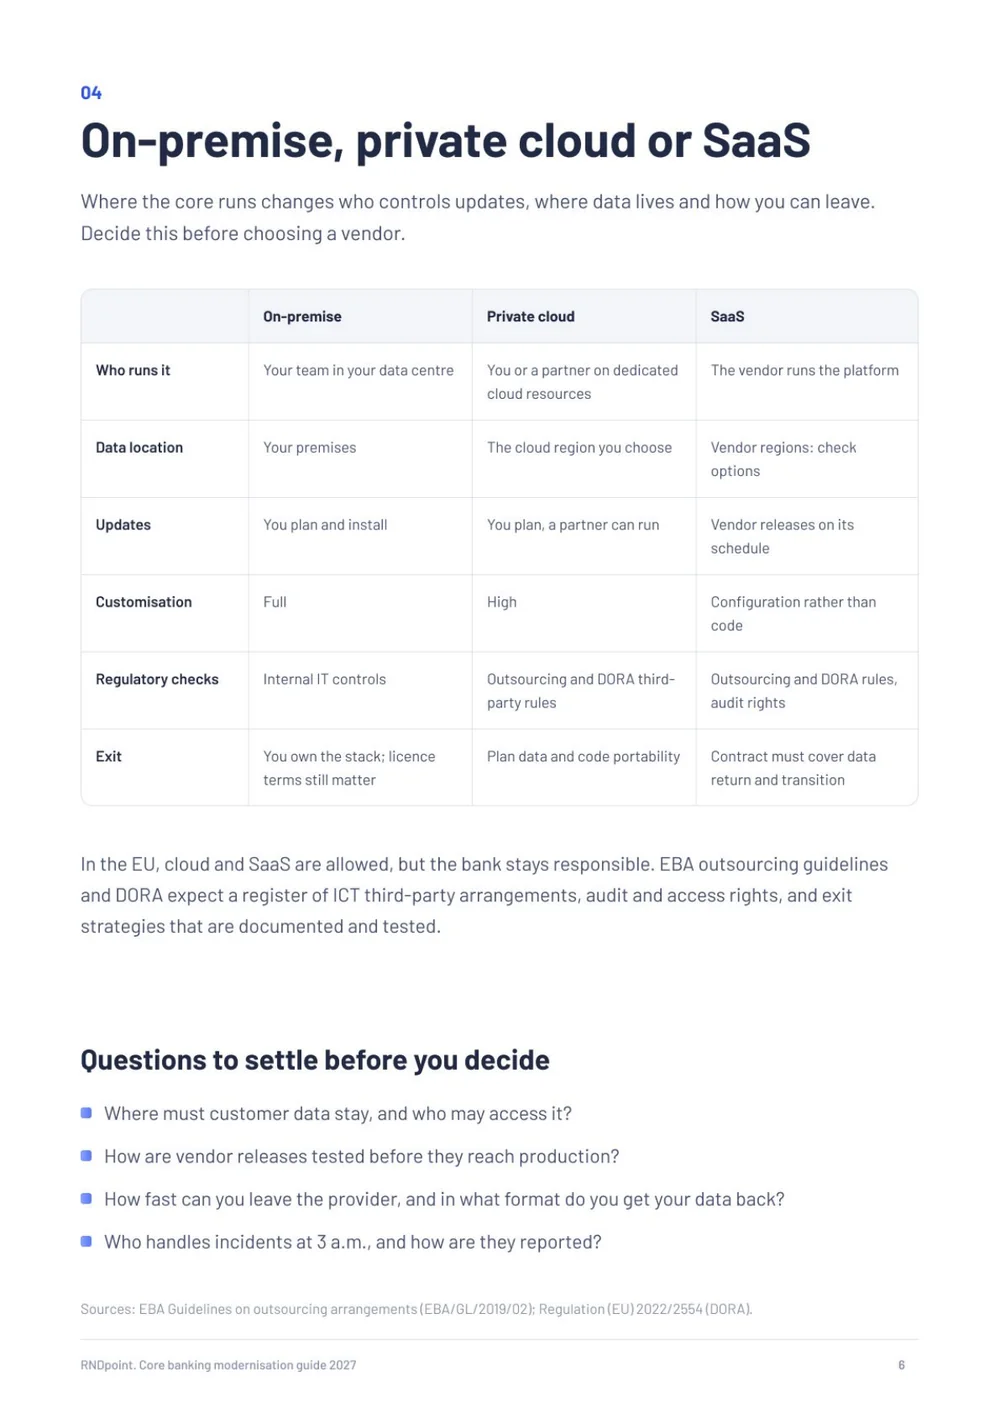 04
On-premise, private cloud or SaaS
Where the core runs changes who controls updates, where data lives and how you can leave.
Decide this before choosing a vendor.
On-premise Private cloud SaaS
Who runs it Your team in your data centre You or a partner on dedicated cloud resources The vendor runs the platform
Data location Your premises The cloud region you choose Vendor regions: check options
Updates You plan and install You plan, a partner can run Vendor releases on its schedule
Customisation Full High Configuration rather than code
Regulatory checks Internal IT controls Outsourcing and DORA third-party rules Outsourcing and DORA rules, audit rights
Exit You own the stack; licence terms still matter Plan data and code portability Contract must cover data return and transition
In the EU, cloud and SaaS are allowed, but the bank stays responsible. EBA outsourcing guidelines
and DORA expect a register of ICT third-party arrangements, audit and access rights, and exit
strategies that are documented and tested.
Questions to settle before you decide
Where must customer data stay, and who may access it?
How are vendor releases tested before they reach production?
How fast can you leave the provider, and in what format do you get your data back?
Who handles incidents at 3 a.m., and how are they reported?
Sources: EBA Guidelines on outsourcing arrangements (EBA/GL/2019/02); Regulation (EU) 2022/2554 (DORA).
RNDpoint. Core banking modernisation guide 2027 6